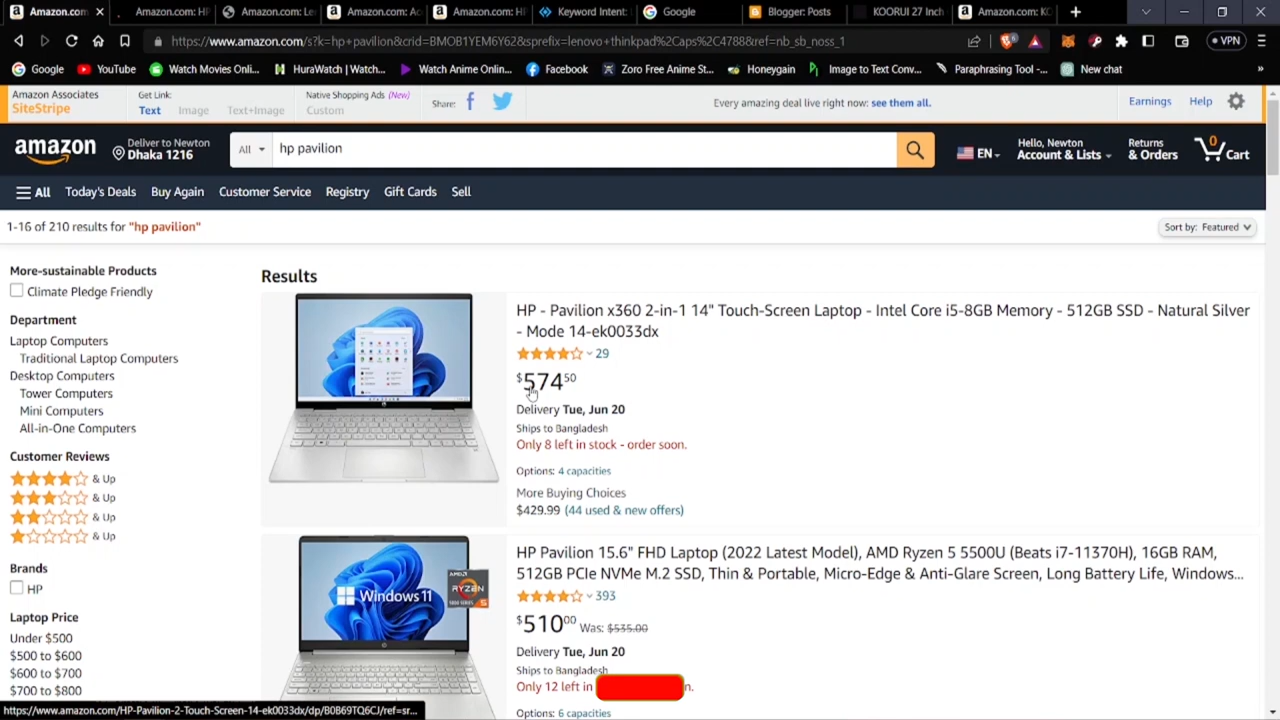 Amazon.com
Amazon.com: HP
Amazon.com: Le
Amazon.com: Ac
Amazon.com: HP
Keyword Intent:
Google
Blogger: Posts
KOORUI 27 Inch
Amazon.com: KO
https://www.amazon.com/s?k=hp+pavilion&crid=BMOB1YEM6Y62&sprefix=lenovo+thinkpad%2Caps%2C4788&ref=nb_sb_noss_1
VPN
Google
YouTube
Watch Movies Onli...
HuraWatch | Watch...
Watch Anime Onlin...
Facebook
Zoro Free Anime St...
Honeygain
Image to Text Conv...
Paraphrasing Tool -...
New chat
»
Amazon Associates
SiteStripe
Get Link:
Text Image Text+Image
Native Shopping Ads (New)
Custom
Share:
Every amazing deal live right now: see them all.
Earnings Help
amazon
Deliver to Newton
Dhaka 1216
All
hp pavilion
EN
Hello, Newton
Account & Lists
Returns
& Orders
0
Cart
All Today's Deals Buy Again Customer Service Registry Gift Cards Sell
1-16 of 210 results for "hp pavilion"
Sort by: Featured
More-sustainable Products
Climate Pledge Friendly
Department
Laptop Computers
Traditional Laptop Computers
Desktop Computers
Tower Computers
Mini Computers
All-in-One Computers
Customer Reviews
& Up
& Up
& Up
& Up
Brands
HP
Laptop Price
Under $500
$500 to $600
$600 to $700
$700 to $800
Results
HP - Pavilion x360 2-in-1 14" Touch-Screen Laptop - Intel Core i5-8GB Memory - 512GB SSD - Natural Silver
- Mode 14-ek0033dx
29
$574 50
Delivery Tue, Jun 20
Ships to Bangladesh
Only 8 left in stock - order soon.
Options: 4 capacities
More Buying Choices
$429.99 (44 used & new offers)
AMD
RYZEN
5
Windows 11
HP Pavilion 15.6" FHD Laptop (2022 Latest Model), AMD Ryzen 5 5500U (Beats i7-11370H), 16GB RAM,
512GB PCIe NVMe M.2 SSD, Thin & Portable, Micro-Edge & Anti-Glare Screen, Long Battery Life, Windows...
393
$510 00 Was: $535.00
Delivery Tue, Jun 20
Ships to Bangladesh
Only 12 left in n.
Options: 6 capacities
https://www.amazon.com/HP-Pavilion-2-Touch-Screen-14-ek0033dx/dp/B0B69TQ6CJ/ref=sr...